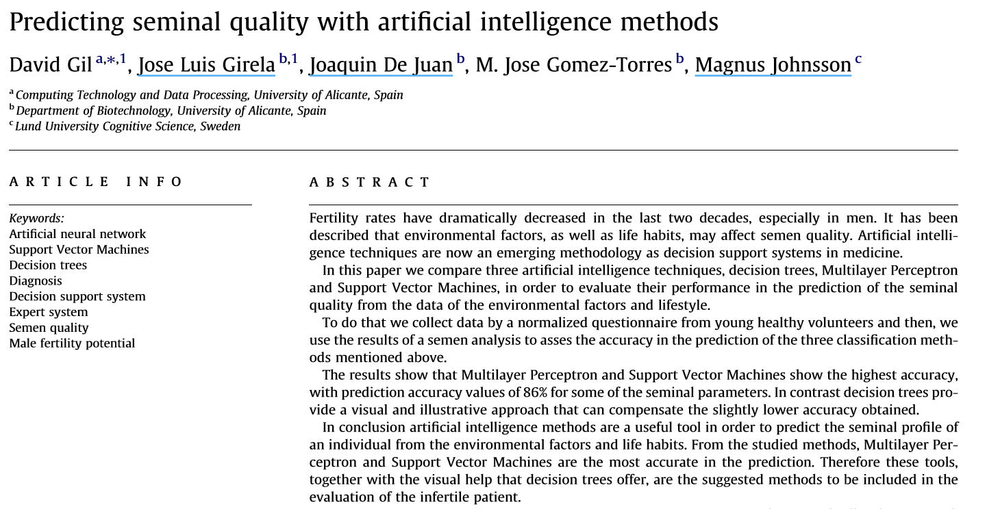 Predicting seminal quality with artificial intelligence methods
David Gil a,*,1, Jose Luis Girela b,1, Joaquin De Juan b, M. Jose Gomez-Torres b, Magnus Johnsson c
a Computing Technology and Data Processing, University of Alicante, Spain
b Department of Biotechnology, University of Alicante, Spain
c Lund University Cognitive Science, Sweden
ARTICLE INFO
Keywords:
Artificial neural network
Support Vector Machines
Decision trees
Diagnosis
Decision support system
Expert system
Semen quality
Male fertility potential
ABSTRACT
Fertility rates have dramatically decreased in the last two decades, especially in men. It has been
described that environmental factors, as well as life habits, may affect semen quality. Artificial intelli-
gence techniques are now an emerging methodology as decision support systems in medicine.
In this paper we compare three artificial intelligence techniques, decision trees, Multilayer Perceptron
and Support Vector Machines, in order to evaluate their performance in the prediction of the seminal
quality from the data of the environmental factors and lifestyle.
To do that we collect data by a normalized questionnaire from young healthy volunteers and then, we
use the results of a semen analysis to asses the accuracy in the prediction of the three classification meth-
ods mentioned above.
The results show that Multilayer Perceptron and Support Vector Machines show the highest accuracy,
with prediction accuracy values of 86% for some of the seminal parameters. In contrast decision trees pro-
vide a visual and illustrative approach that can compensate the slightly lower accuracy obtained.
In conclusion artificial intelligence methods are a useful tool in order to predict the seminal profile of
an individual from the environmental factors and life habits. From the studied methods, Multilayer Per-
ceptron and Support Vector Machines are the most accurate in the prediction. Therefore these tools,
together with the visual help that decision trees offer, are the suggested methods to be included in the
evaluation of the infertile patient.